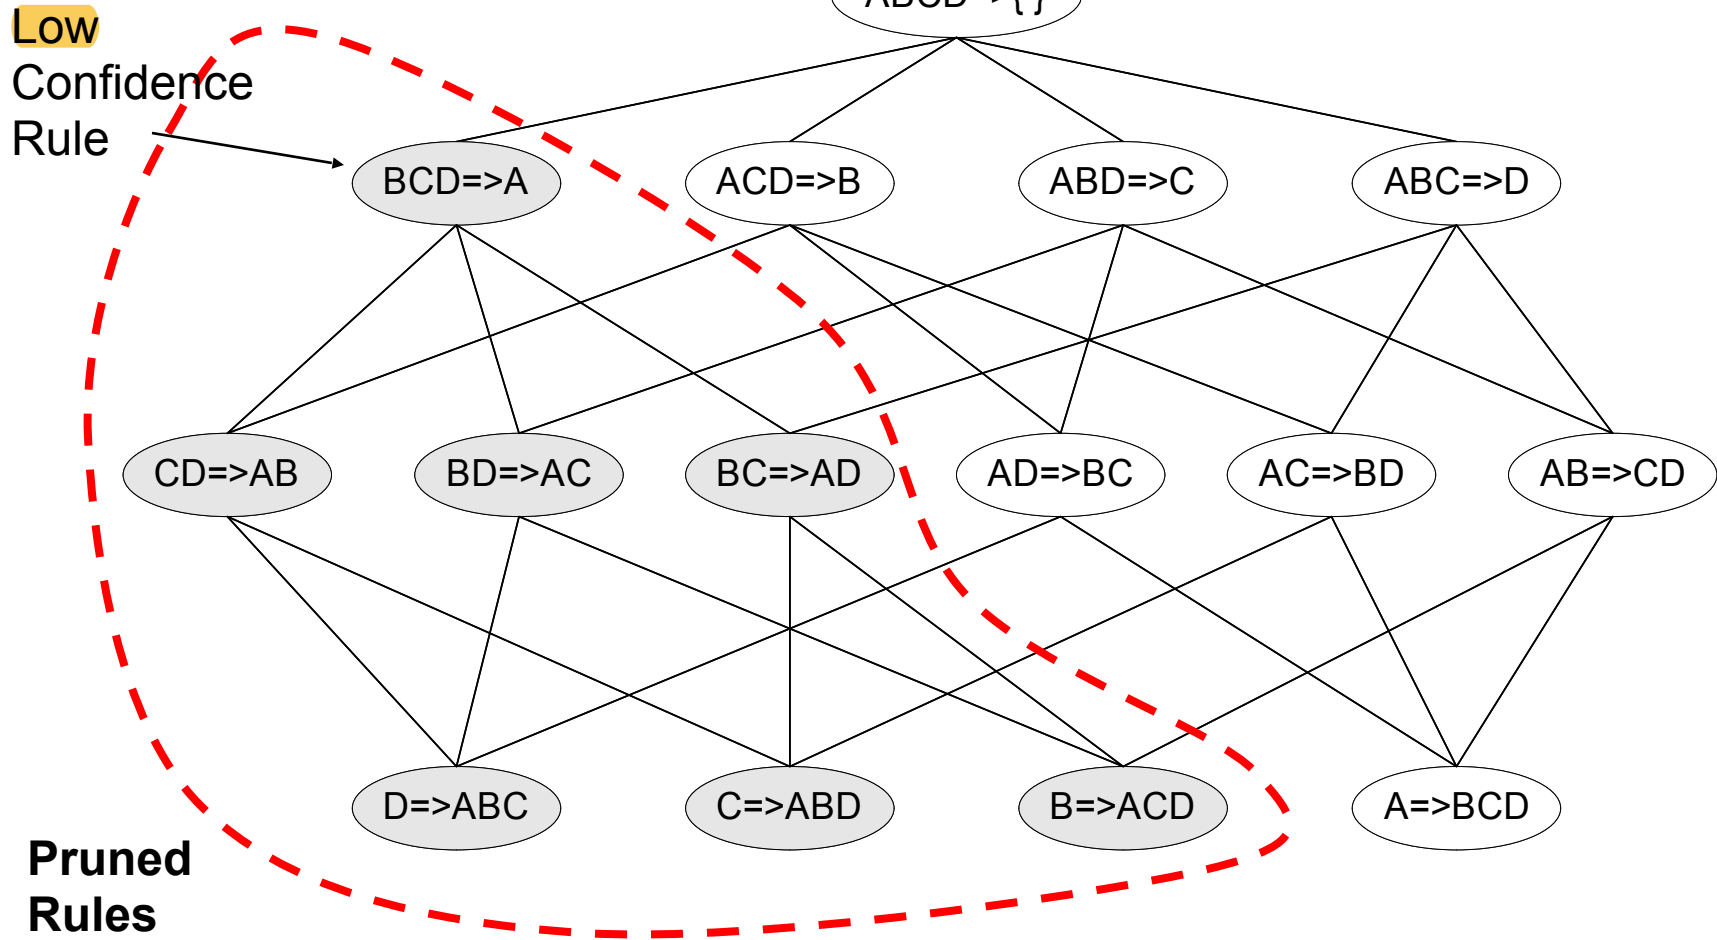 ABCD=>{ }
Low
Confidence
Rule
BCD=>A
ACD=>B
ABD=>C
ABC=>D
CD=>AB
BD=>AC
BC=>AD
AD=>BC
AC=>BD
AB=>CD
D=>ABC
C=>ABD
B=>ACD
A=>BCD
Pruned
Rules